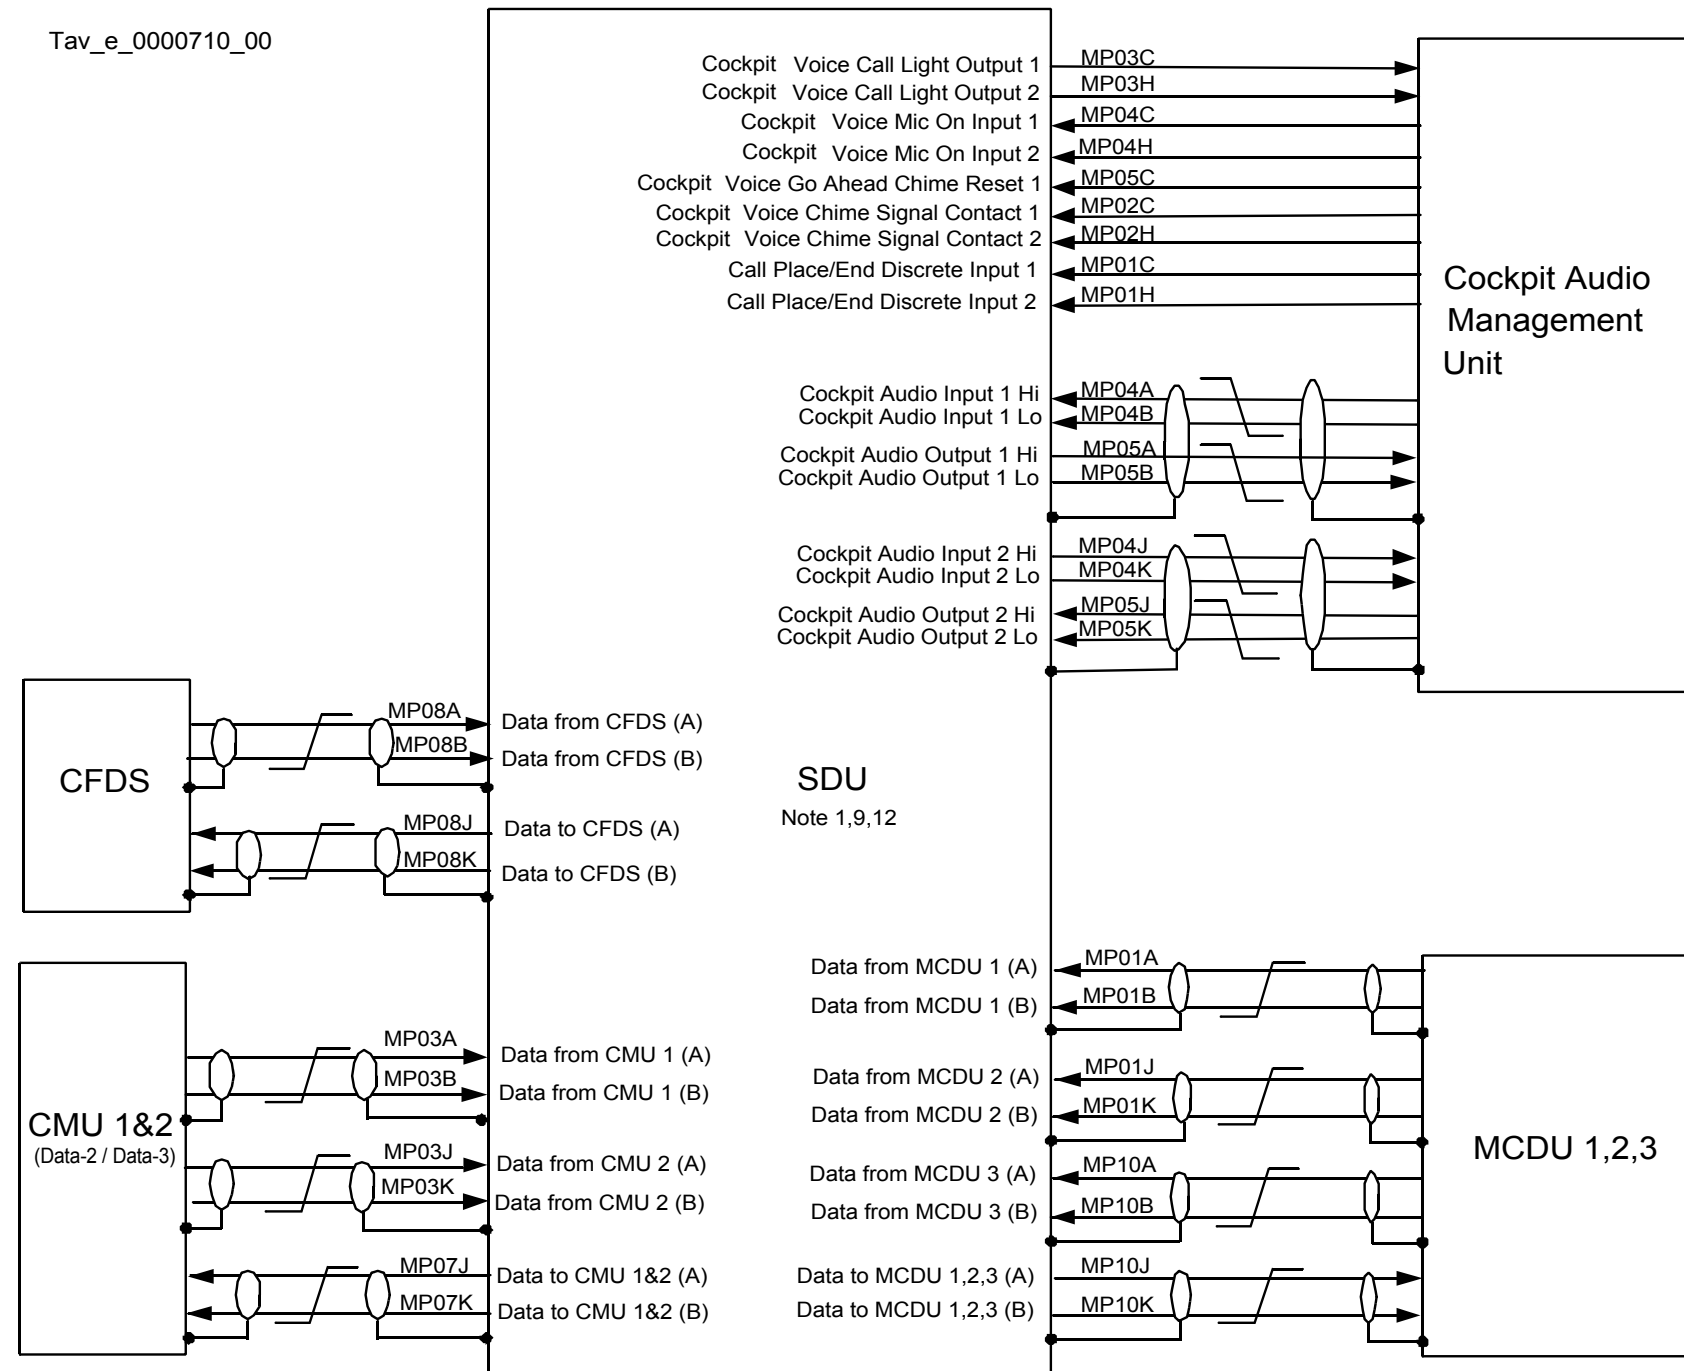 Tav_e_0000710_00
Cockpit Voice Call Light Output 1 MP03C
Cockpit Voice Call Light Output 2 MP03H
Cockpit Voice Mic On Input 1 MP04C
Cockpit Voice Mic On Input 2 MP04H
Cockpit Voice Go Ahead Chime Reset 1 MP05C
Cockpit Voice Chime Signal Contact 1 MP02C
Cockpit Voice Chime Signal Contact 2 MP02H
Call Place/End Discrete Input 1 MP01C
Call Place/End Discrete Input 2 MP01H
Cockpit Audio
Management
Unit
Cockpit Audio Input 1 Hi MP04A
Cockpit Audio Input 1 Lo MP04B
Cockpit Audio Output 1 Hi MP05A
Cockpit Audio Output 1 Lo MP05B
Cockpit Audio Input 2 Hi MP04J
Cockpit Audio Input 2 Lo MP04K
Cockpit Audio Output 2 Hi MP05J
Cockpit Audio Output 2 Lo MP05K
CFDS
MP08A Data from CFDS (A)
MP08B Data from CFDS (B)
MP08J Data to CFDS (A)
MP08K Data to CFDS (B)
SDU
Note 1,9,12
CMU 1&2
(Data-2 / Data-3)
MP03A Data from CMU 1 (A)
MP03B Data from CMU 1 (B)
MP03J Data from CMU 2 (A)
MP03K Data from CMU 2 (B)
MP07J Data to CMU 1&2 (A)
MP07K Data to CMU 1&2 (B)
Data from MCDU 1 (A) MP01A
Data from MCDU 1 (B) MP01B
Data from MCDU 2 (A) MP01J
Data from MCDU 2 (B) MP01K
Data from MCDU 3 (A) MP10A
Data from MCDU 3 (B) MP10B
Data to MCDU 1,2,3 (A) MP10J
Data to MCDU 1,2,3 (B) MP10K
MCDU 1,2,3